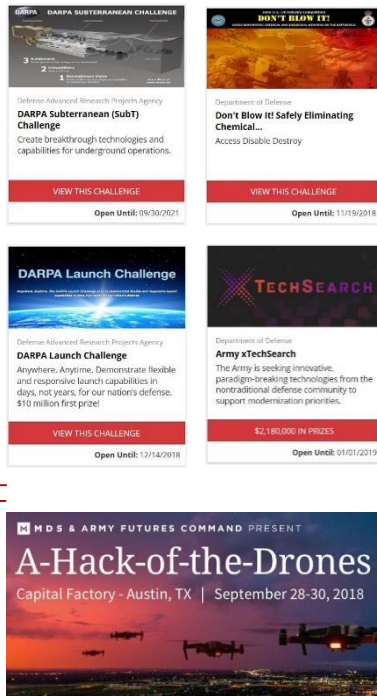 DARPA DARPA SUBTERRANEAN CHALLENGE
3
2
1
Defense Advanced Research Projects Agency
DARPA Subterranean (SubT)
Challenge
Create breakthrough technologies and
capabilities for underground operations.
VIEW THIS CHALLENGE
Open Until: 09/30/2021
DON'T BLOW IT!
Department of Defense
Don't Blow It! Safely Eliminating
Chemical...
Access Disable Destroy
VIEW THIS CHALLENGE
Open Until: 11/19/2018
DARPA Launch Challenge
Defense Advanced Research Projects Agency
DARPA Launch Challenge
Anywhere. Anytime. Demonstrate flexible
and responsive launch capabilities in
days, not years, for our nation's defense.
$10 million first prize!
VIEW THIS CHALLENGE
Open Until: 12/14/2018
XTECHSEARCH
Department of Defense
Army xTechSearch
The Army is seeking innovative,
paradigm-breaking technologies from the
nontraditional defense community to
support modernization priorities.
$2,180,000 IN PRIZES
Open Until: 01/01/2019
M MD5 & ARMY FUTURES COMMAND PRESENT
A-Hack-of-the-Drones
Capital Factory - Austin, TX | September 28-30, 2018